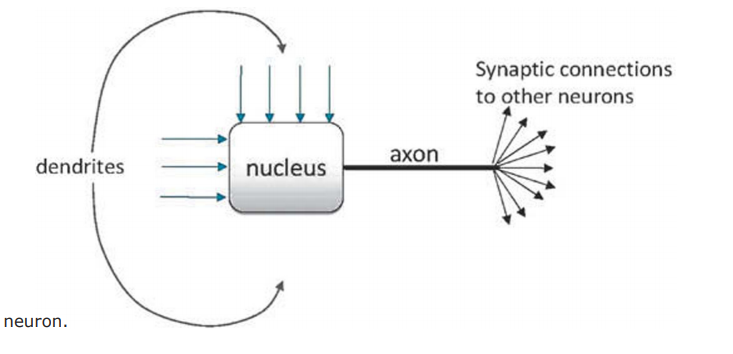 Synaptic connections
to other neurons
dendrites
nucleus
axon
neuron.